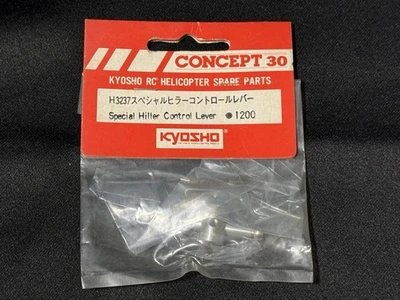 CONCEPT 30
KYOSHO RC HELICOPTER SPARE PARTS
H3237スペシャルヒラーコントロールレバー
Special Hiller Control Lever ●1200
KYOSHO